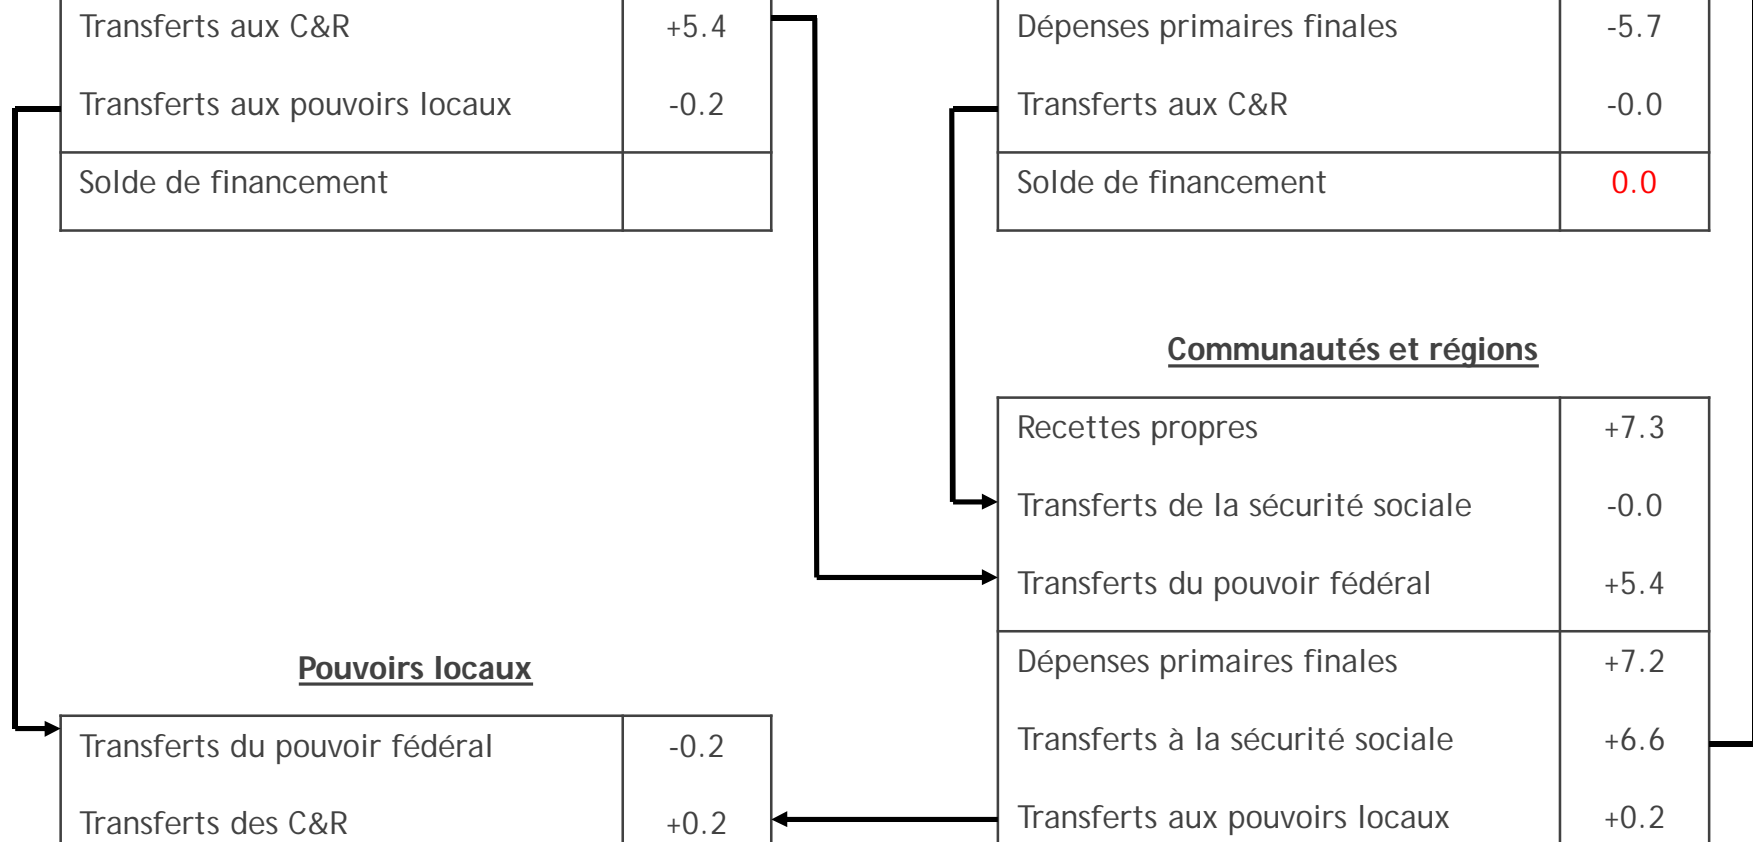 Transferts aux C&R +5.4
Transferts aux pouvoirs locaux -0.2
Solde de financement
Dépenses primaires finales -5.7
Transferts aux C&R -0.0
Solde de financement 0.0
Communautés et régions
Recettes propres +7.3
Transferts de la sécurité sociale -0.0
Transferts du pouvoir fédéral +5.4
Dépenses primaires finales +7.2
Transferts à la sécurité sociale +6.6
Transferts aux pouvoirs locaux +0.2
Pouvoirs locaux
Transferts du pouvoir fédéral -0.2
Transferts des C&R +0.2